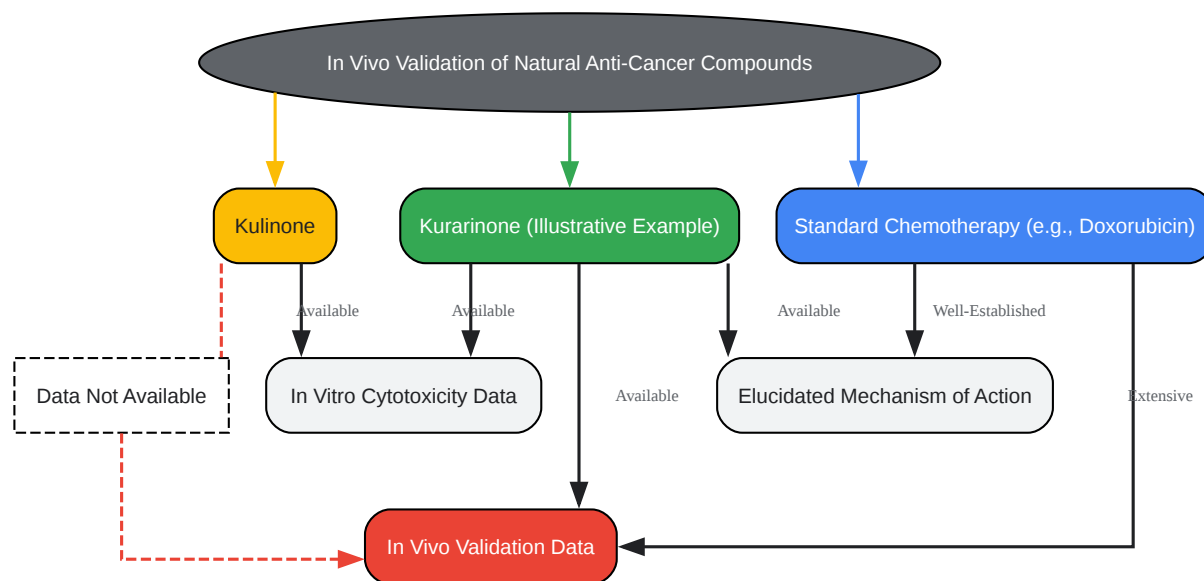 In Vivo Validation of Natural Anti-Cancer Compounds
Kulinone
Kurarinone (Illustrative Example)
Standard Chemotherapy (e.g., Doxorubicin)
Available
Available
Available
Well-Established
Data Not Available
In Vitro Cytotoxicity Data
Available
Elucidated Mechanism of Action
Extensive
In Vivo Validation Data